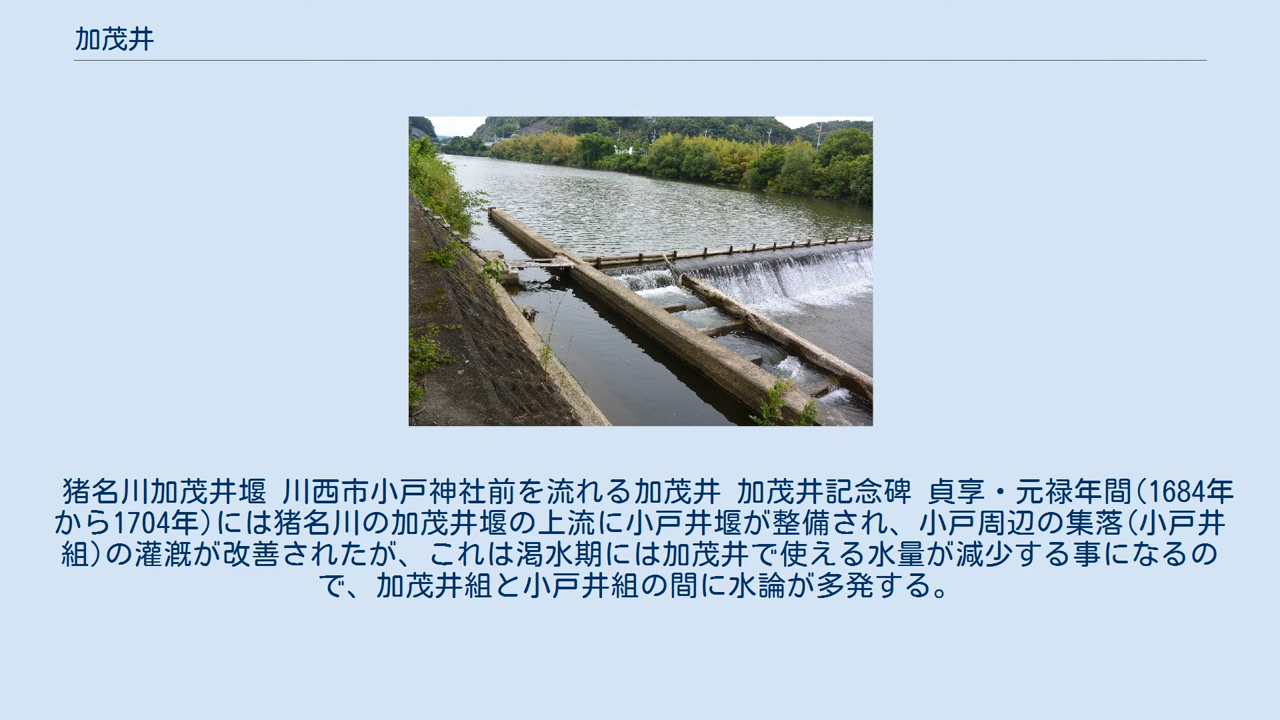 加茂井
猪名川加茂井堰 川西市小戸神社前を流れる加茂井 加茂井記念碑 貞享・元禄年間(1684年
から1704年)には猪名川の加茂井堰の上流に小戸井堰が整備され、小戸周辺の集落(小戸井
組)の灌漑が改善されたが、これは渇水期には加茂井で使える水量が減少する事になるの
で、加茂井組と小戸井組の間に水論が多発する。